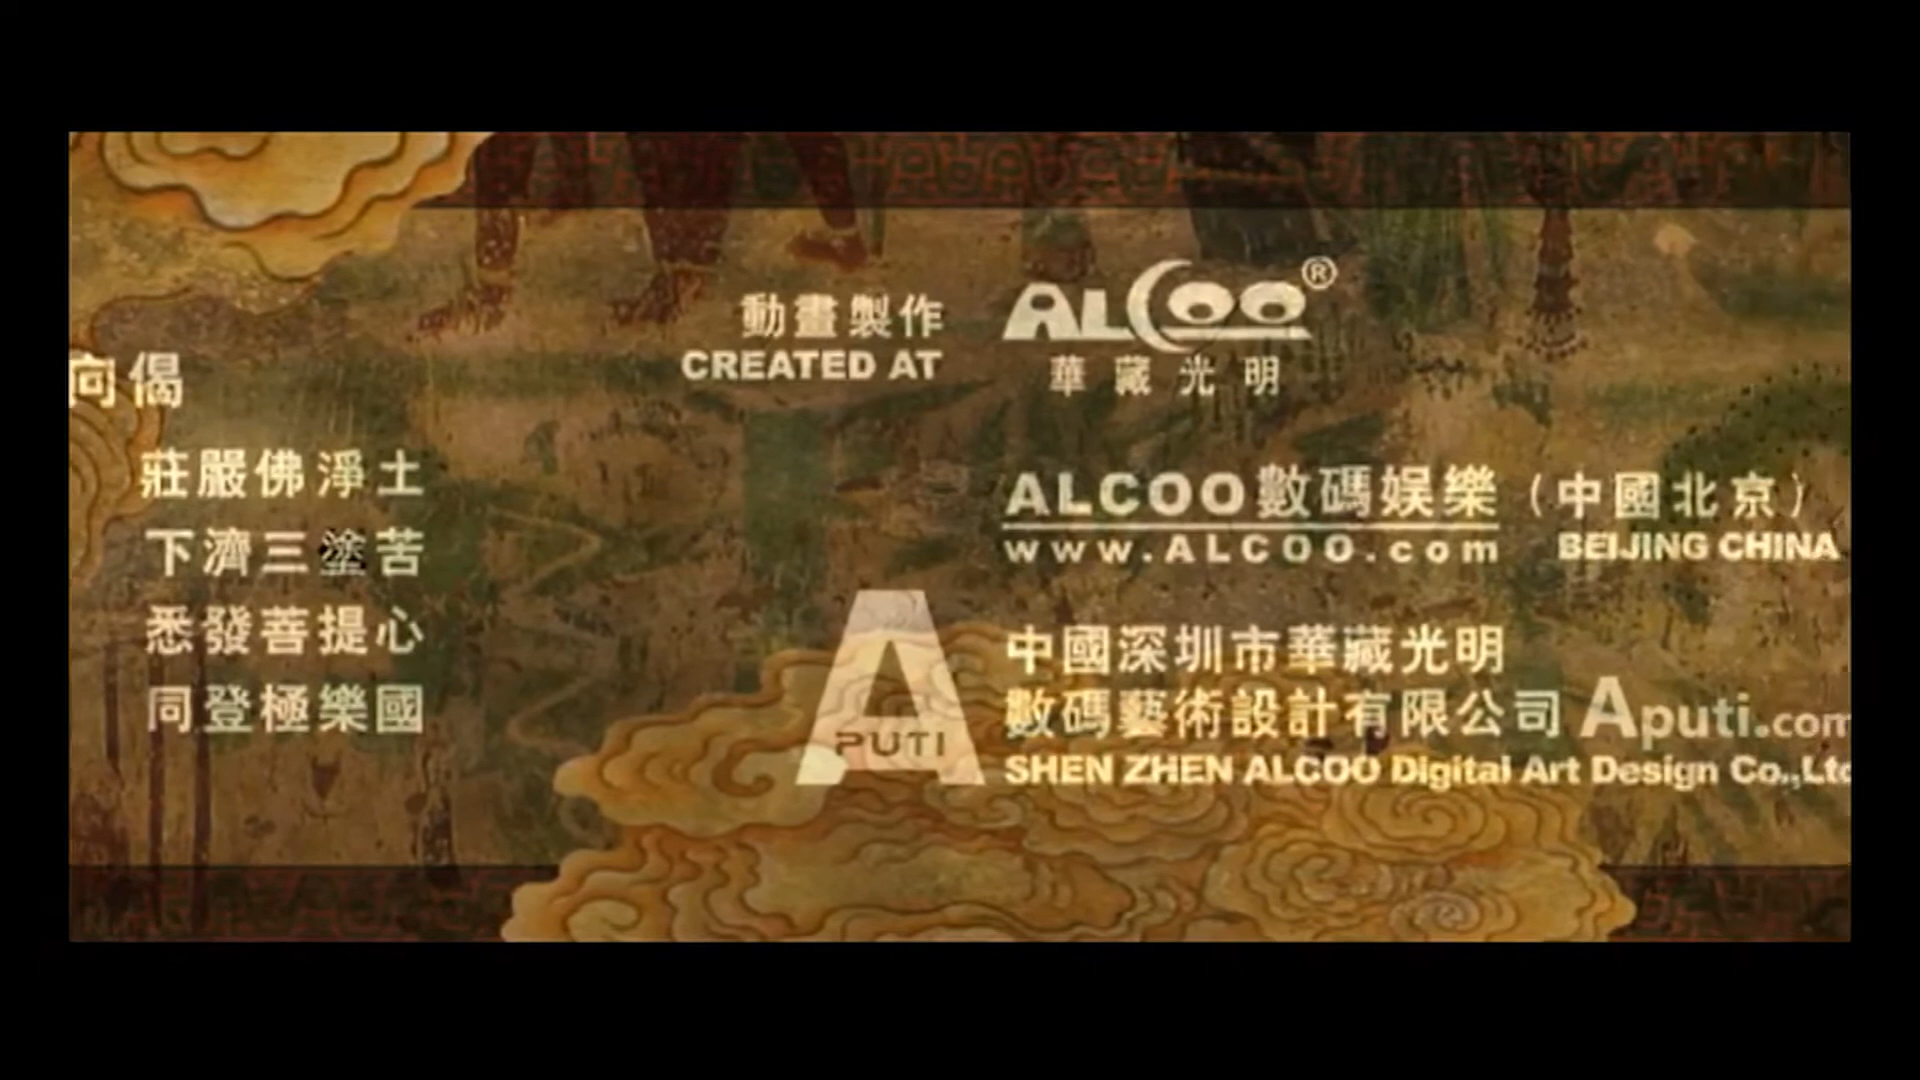 向偈
莊嚴佛淨土
下濟三塗苦
悉發菩提心
同登極樂國
動畫製作
CREATED AT
ALCOO®
華藏光明
ALCOO數碼娱樂（中國北京）
www.ALCOO.com BEIJING CHINA
A
PUTI
中國深圳市華藏光明
數碼藝術設計有限公司 Aputi.com
SHEN ZHEN ALCOO Digital Art Design Co.,Ltd